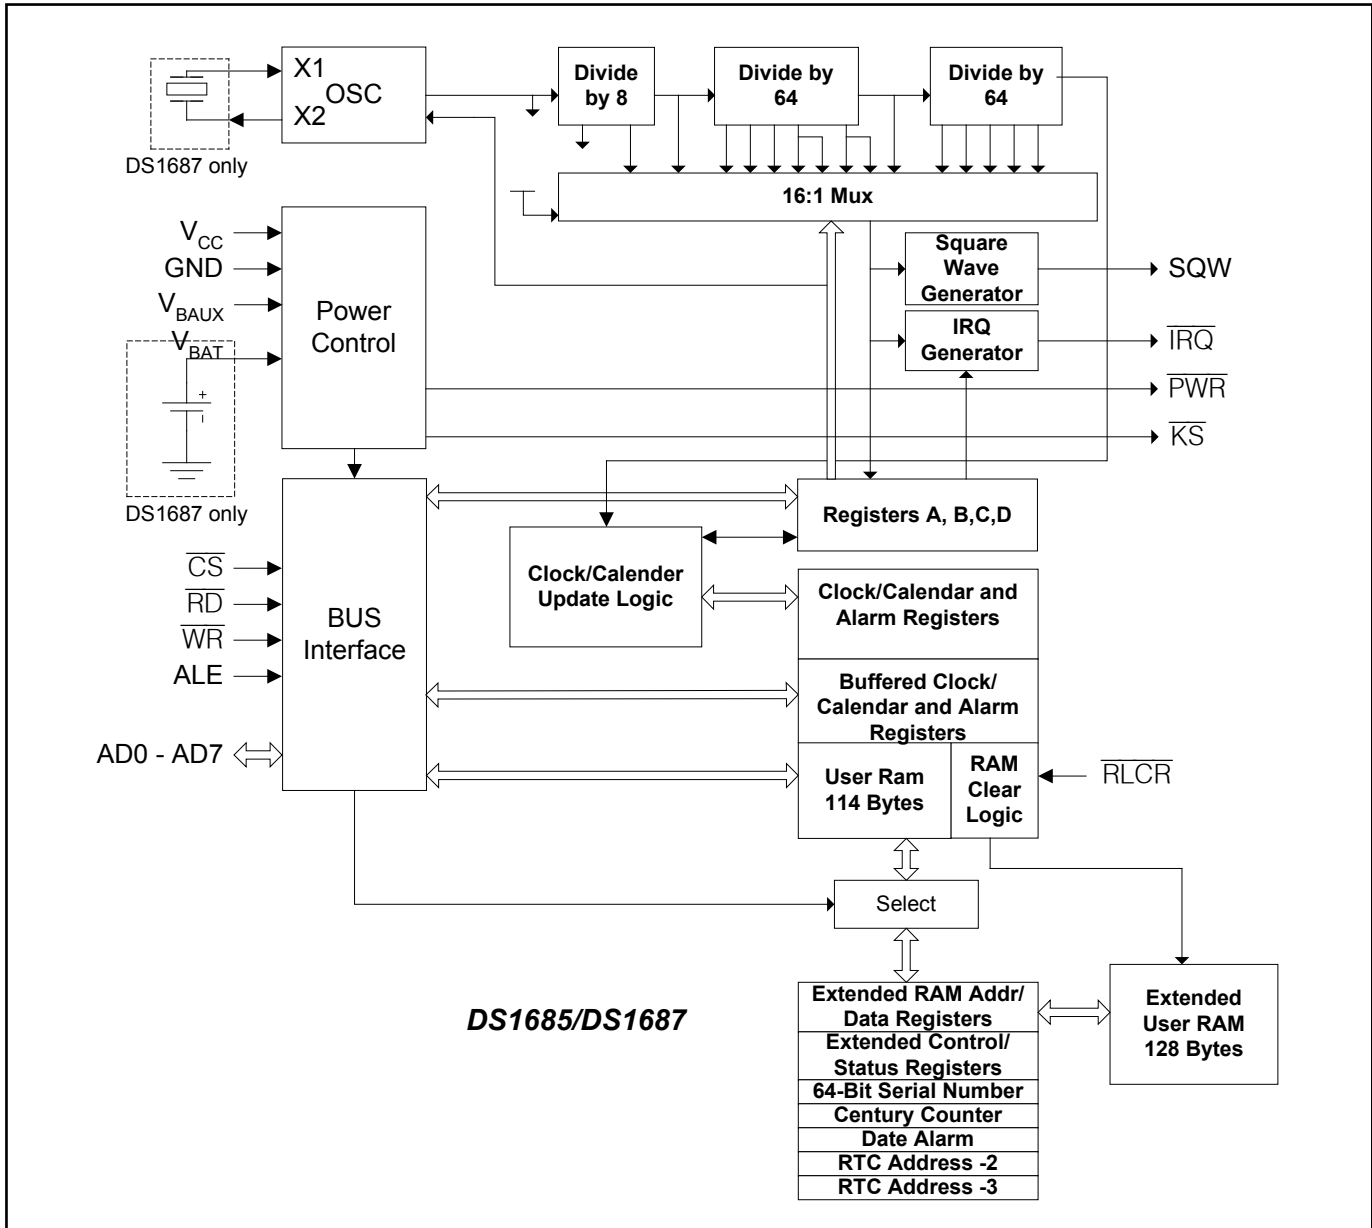 X1
OSC
X2
DS1687 only
Divide
by 8
Divide by
64
Divide by
64
16:1 Mux
VCC
GND
VBAUX
VBAT
+
DS1687 only
Power
Control
Square
Wave
Generator
SQW
IRQ
Generator
IRQ
PWR
KS
Registers A, B,C,D
Clock/Calender
Update Logic
CS
RD
WR
ALE
AD0 - AD7
BUS
Interface
Clock/Calendar and
Alarm Registers
Buffered Clock/
Calendar and Alarm
Registers
User Ram
114 Bytes
RAM
Clear
Logic
RLCR
Select
DS1685/DS1687
Extended RAM Addr/
Data Registers
Extended Control/
Status Registers
64-Bit Serial Number
Century Counter
Date Alarm
RTC Address -2
RTC Address -3
Extended
User RAM
128 Bytes